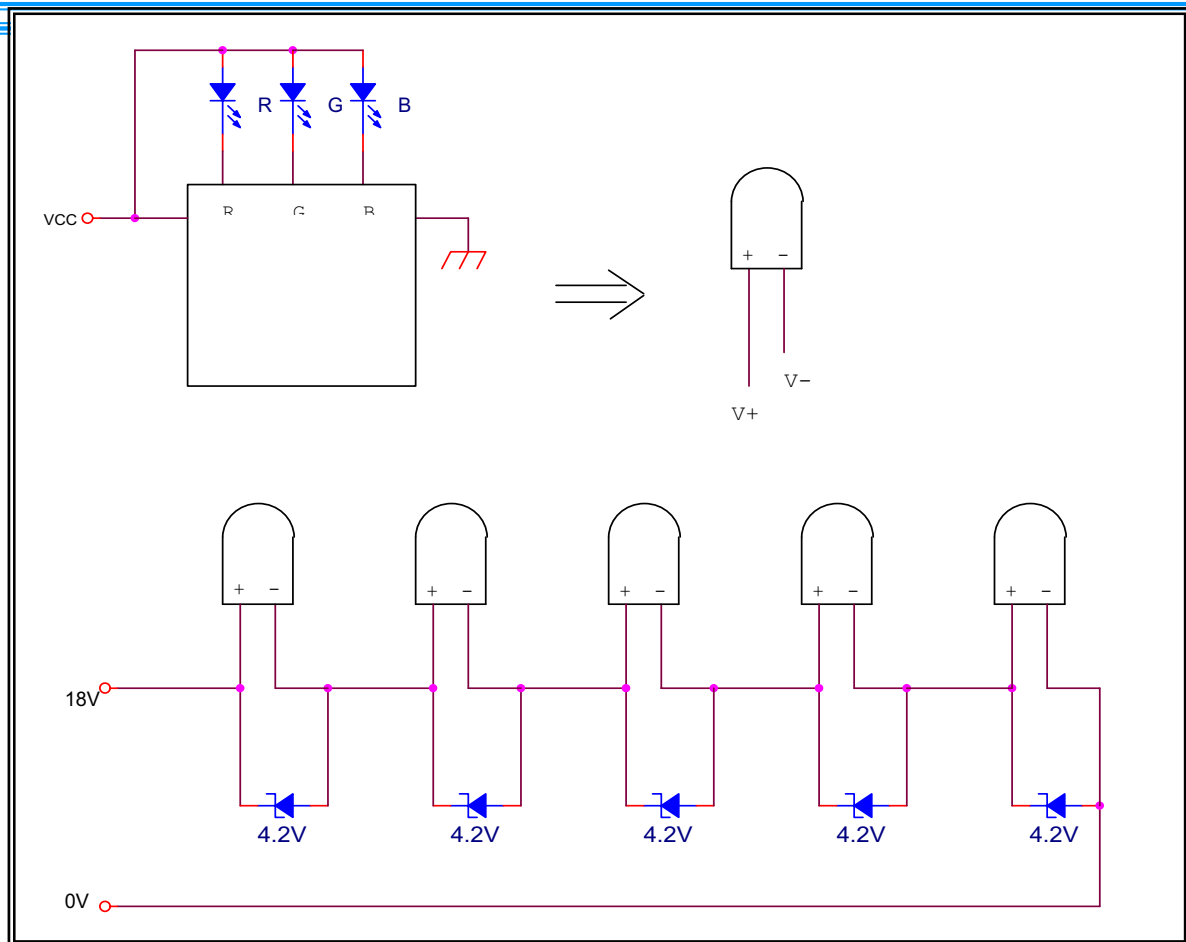 R G B
R G B
VCC
+ −
V−
V+
+ − + − + − + − + −
18V
4.2V 4.2V 4.2V 4.2V 4.2V
0V